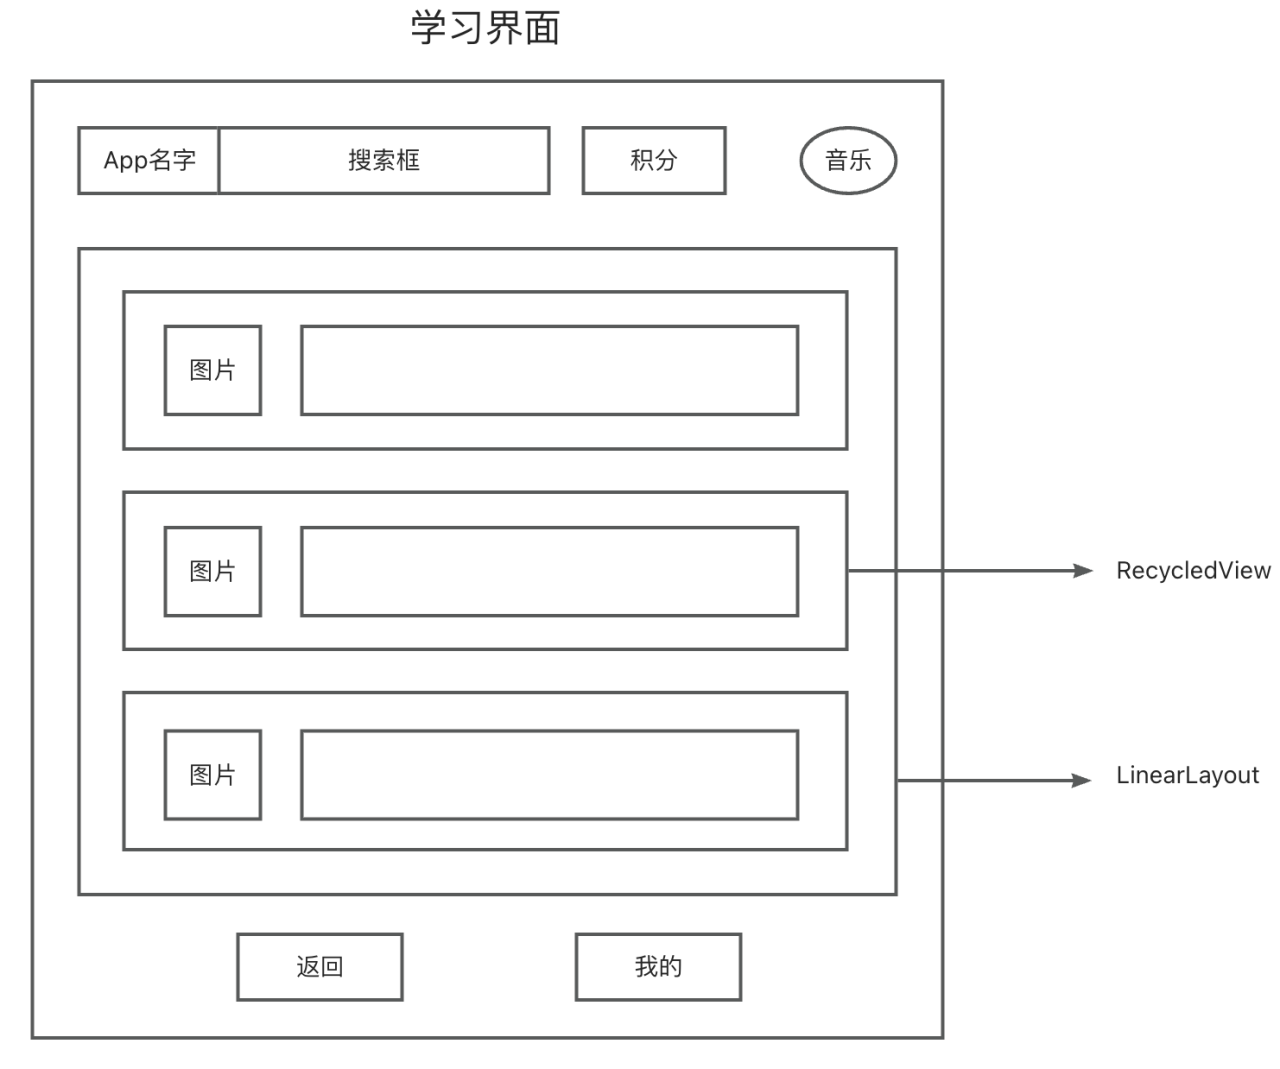 学习界面
App名字
搜索框
积分
音乐
图片
图片
RecycledView
图片
LinearLayout
返回
我的